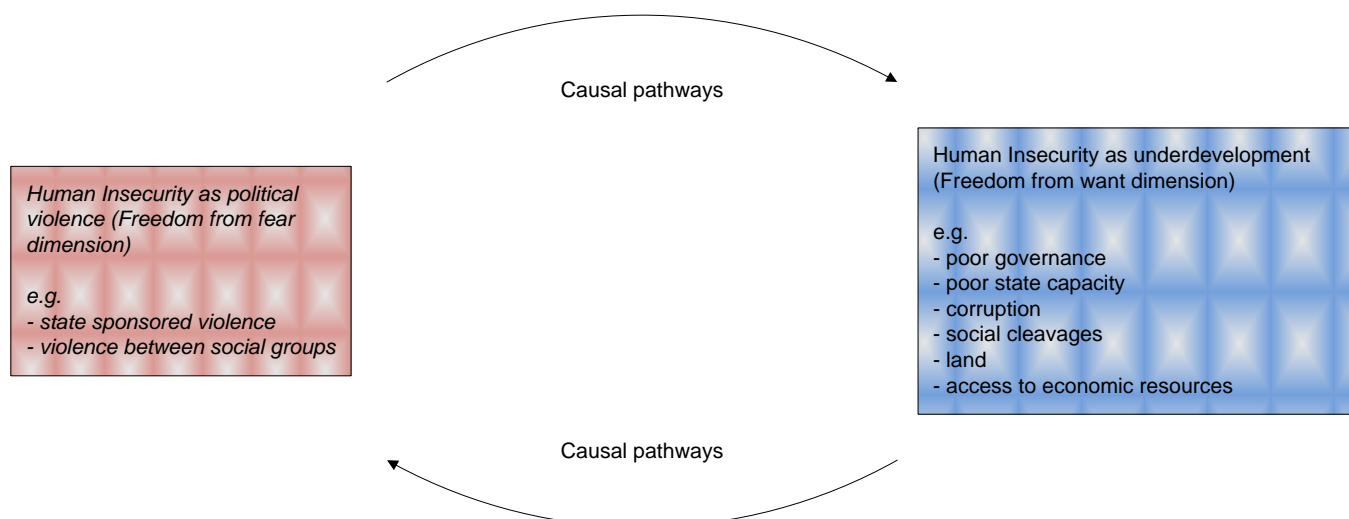 Causal pathways
Human Insecurity as political
violence (Freedom from fear
dimension)
e.g.
- state sponsored violence
- violence between social groups
Human Insecurity as underdevelopment
(Freedom from want dimension)
e.g.
- poor governance
- poor state capacity
- corruption
- social cleavages
- land
- access to economic resources
Causal pathways